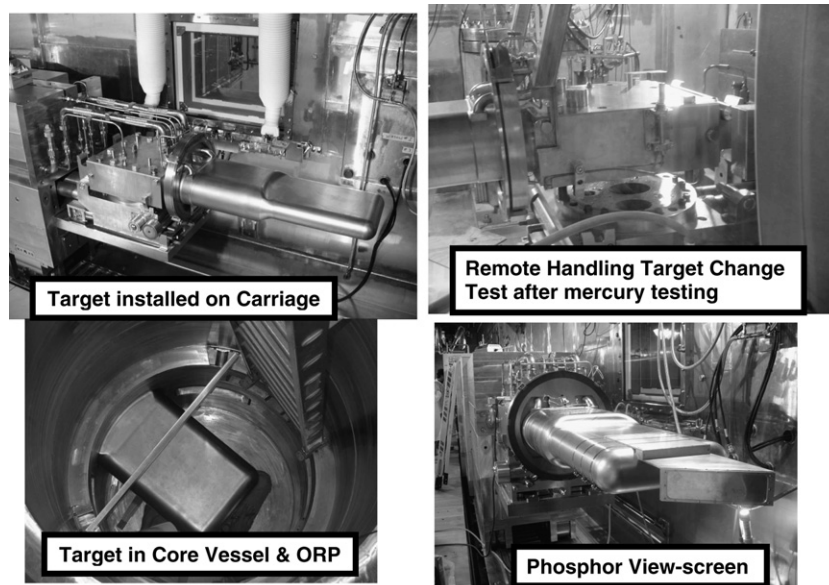 Target installed on Carriage
Remote Handling Target Change
Test after mercury testing
Target in Core Vessel & ORP
Phosphor View-screen